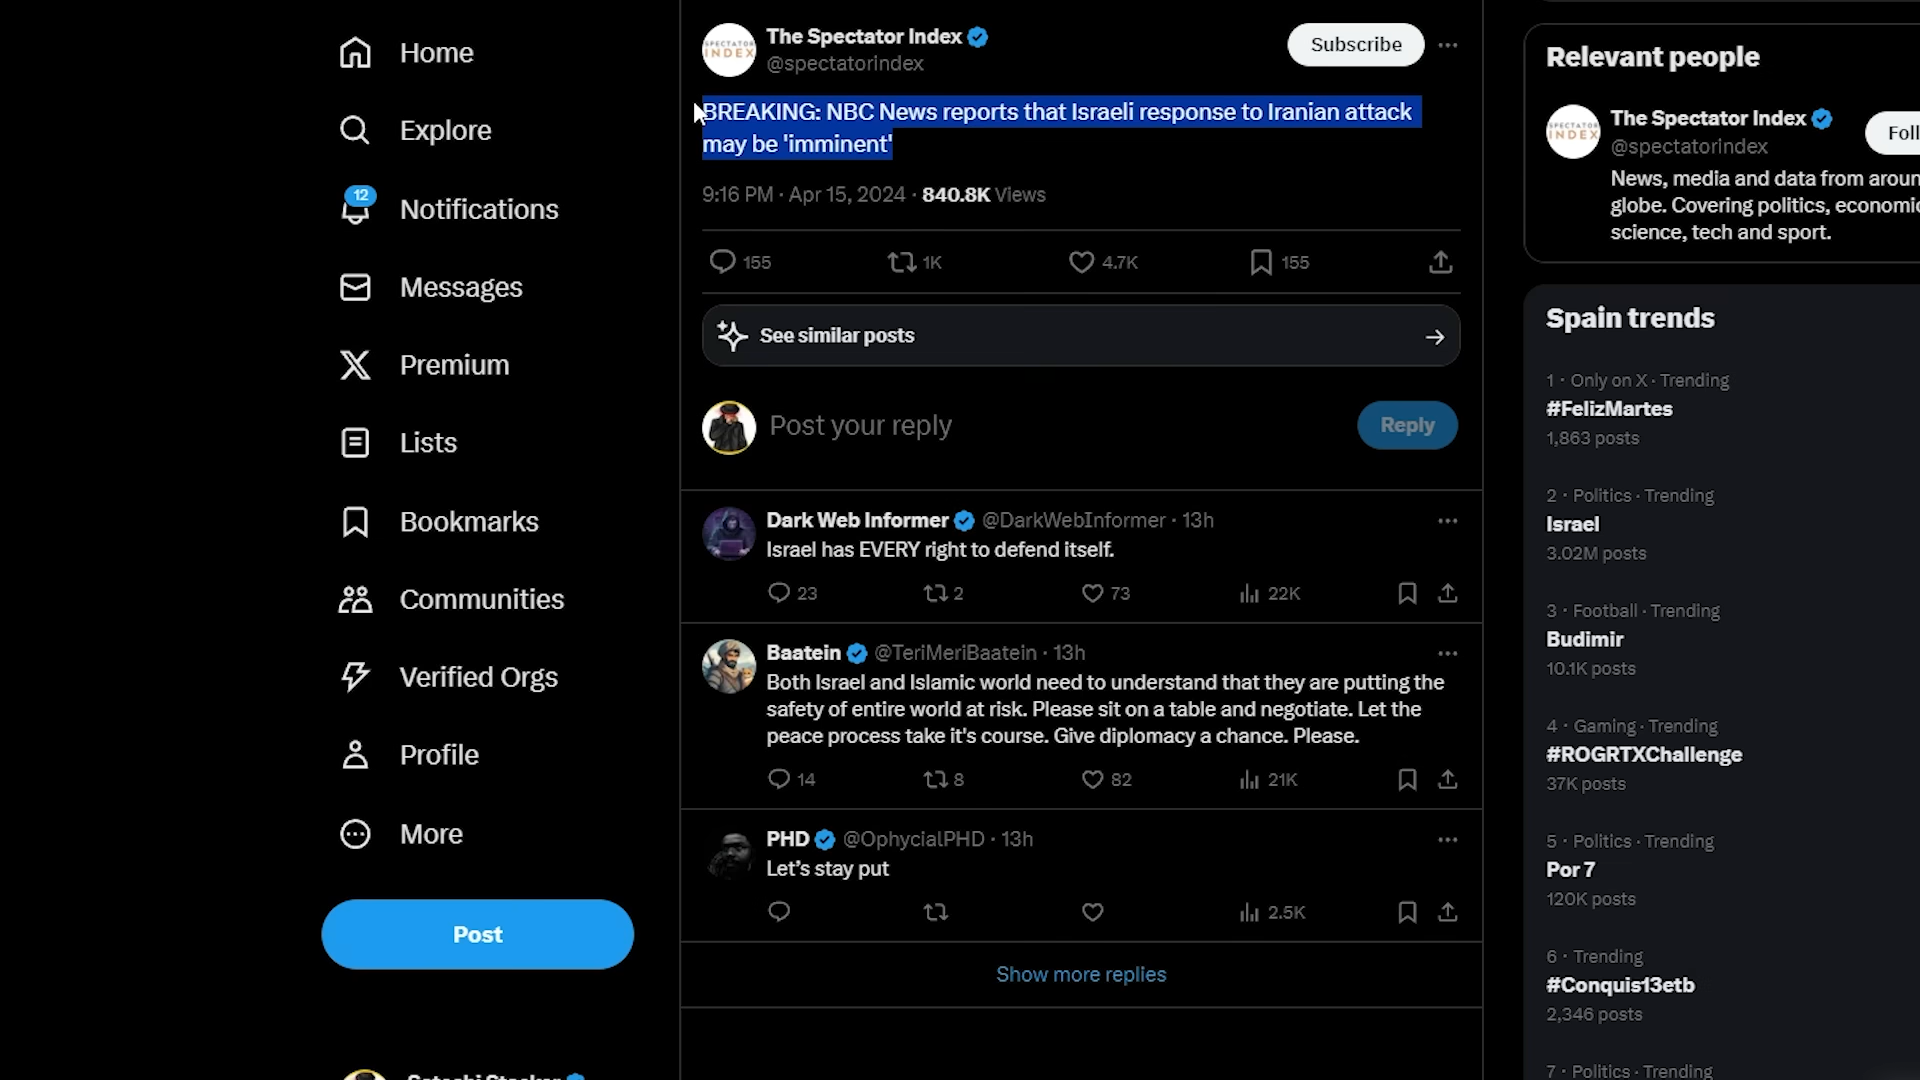 Home
Explore
12
Notifications
Messages
Premium
Lists
Bookmarks
Communities
Verified Orgs
Profile
More
Post
SPECTATOR
INDEX
The Spectator Index
@spectatorindex
Subscribe
BREAKING: NBC News reports that Israeli response to Iranian attack
may be 'imminent'
9:16 PM · Apr 15, 2024 · 840.8K Views
155 1K 4.7K 155
See similar posts
Post your reply
Reply
Dark Web Informer @DarkWebInformer · 13h
Israel has EVERY right to defend itself.
23 2 73 22K
Baatein @TeriMeriBaatein · 13h
Both Israel and Islamic world need to understand that they are putting the
safety of entire world at risk. Please sit on a table and negotiate. Let the
peace process take it's course. Give diplomacy a chance. Please.
14 8 82 21K
PHD @OphycialPHD · 13h
Let’s stay put
2.5K
Show more replies
Relevant people
SPECTATOR
INDEX
The Spectator Index
@spectatorindex
Foll
News, media and data from aroun
globe. Covering politics, economic
science, tech and sport.
Spain trends
1 · Only on X · Trending
#FelizMartes
1,863 posts
2 · Politics · Trending
Israel
3.02M posts
3 · Football · Trending
Budimir
10.1K posts
4 · Gaming · Trending
#ROGRTXChallenge
37K posts
5 · Politics · Trending
Por 7
120K posts
6 · Trending
#Conquis13etb
2,346 posts
7 · Politics · Trending